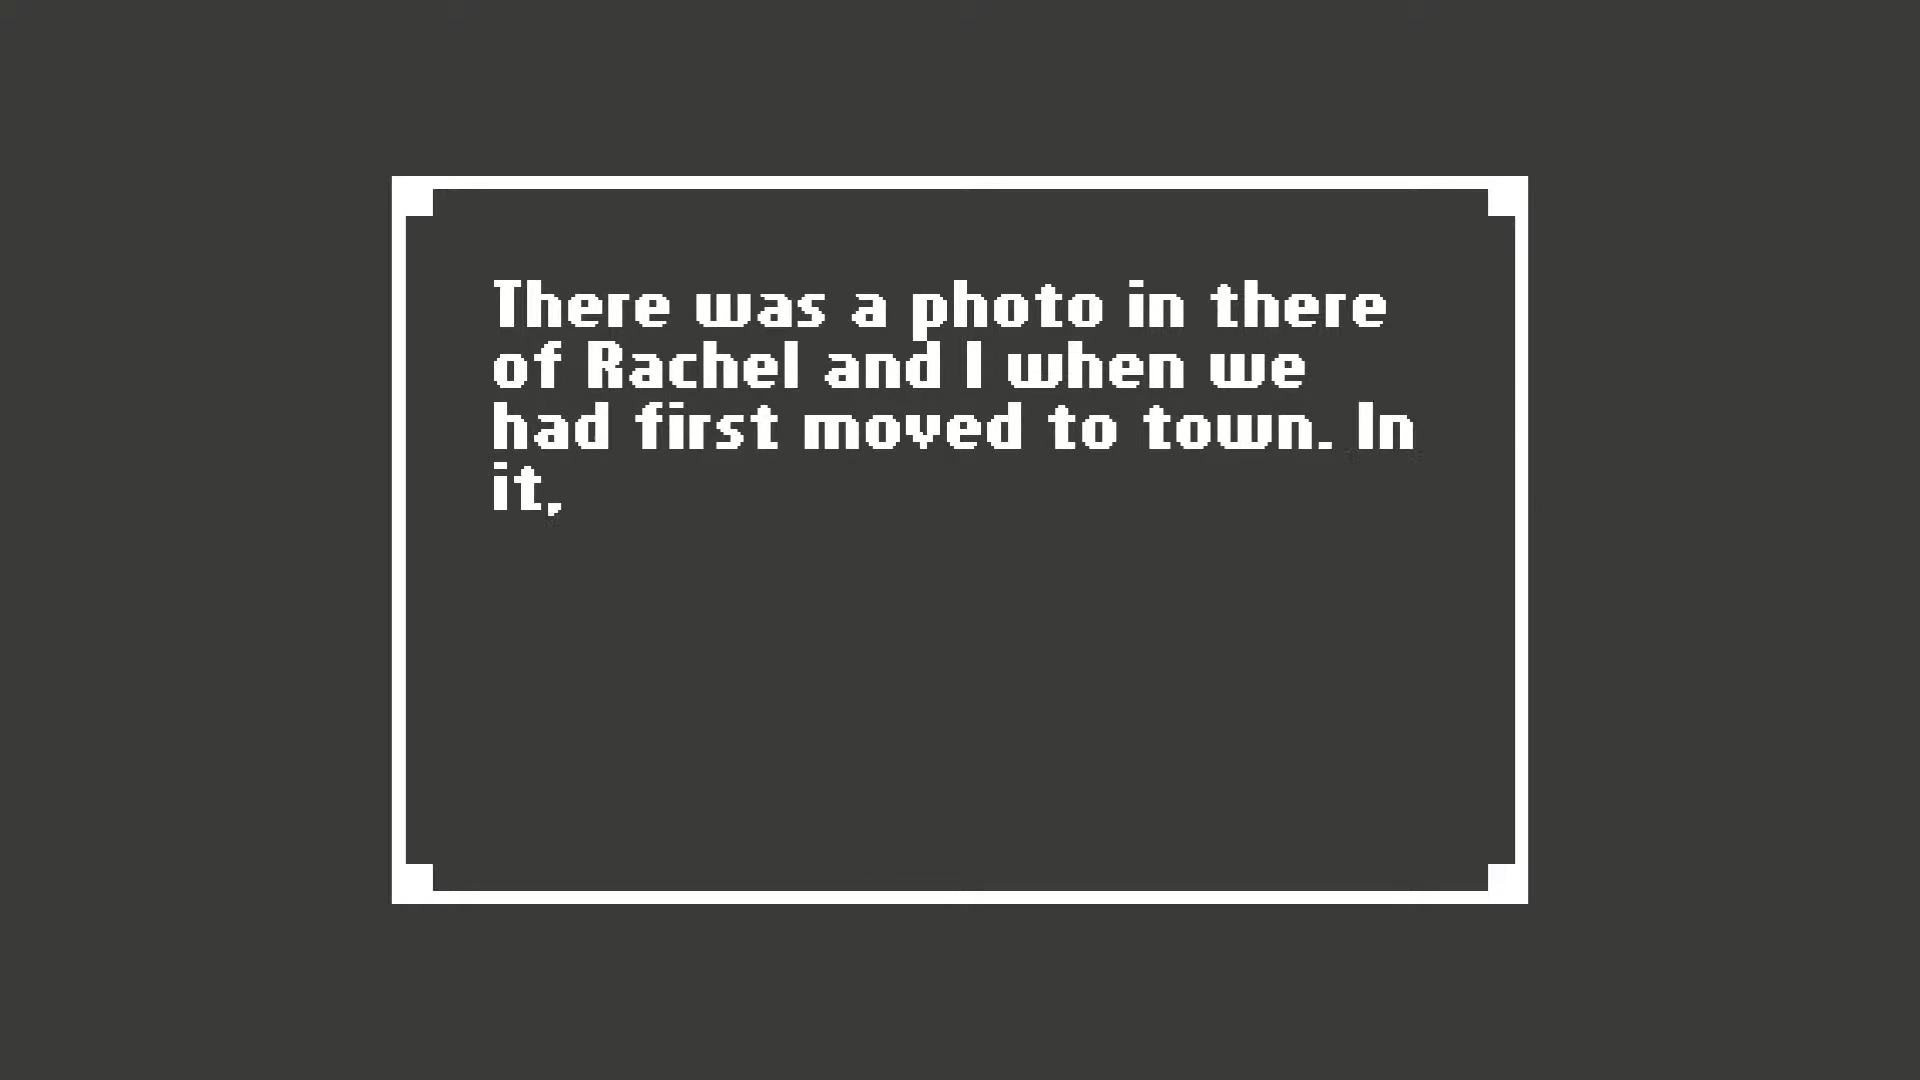 There was a photo in there
of Rachel and I when we
had first moved to town. In
it,